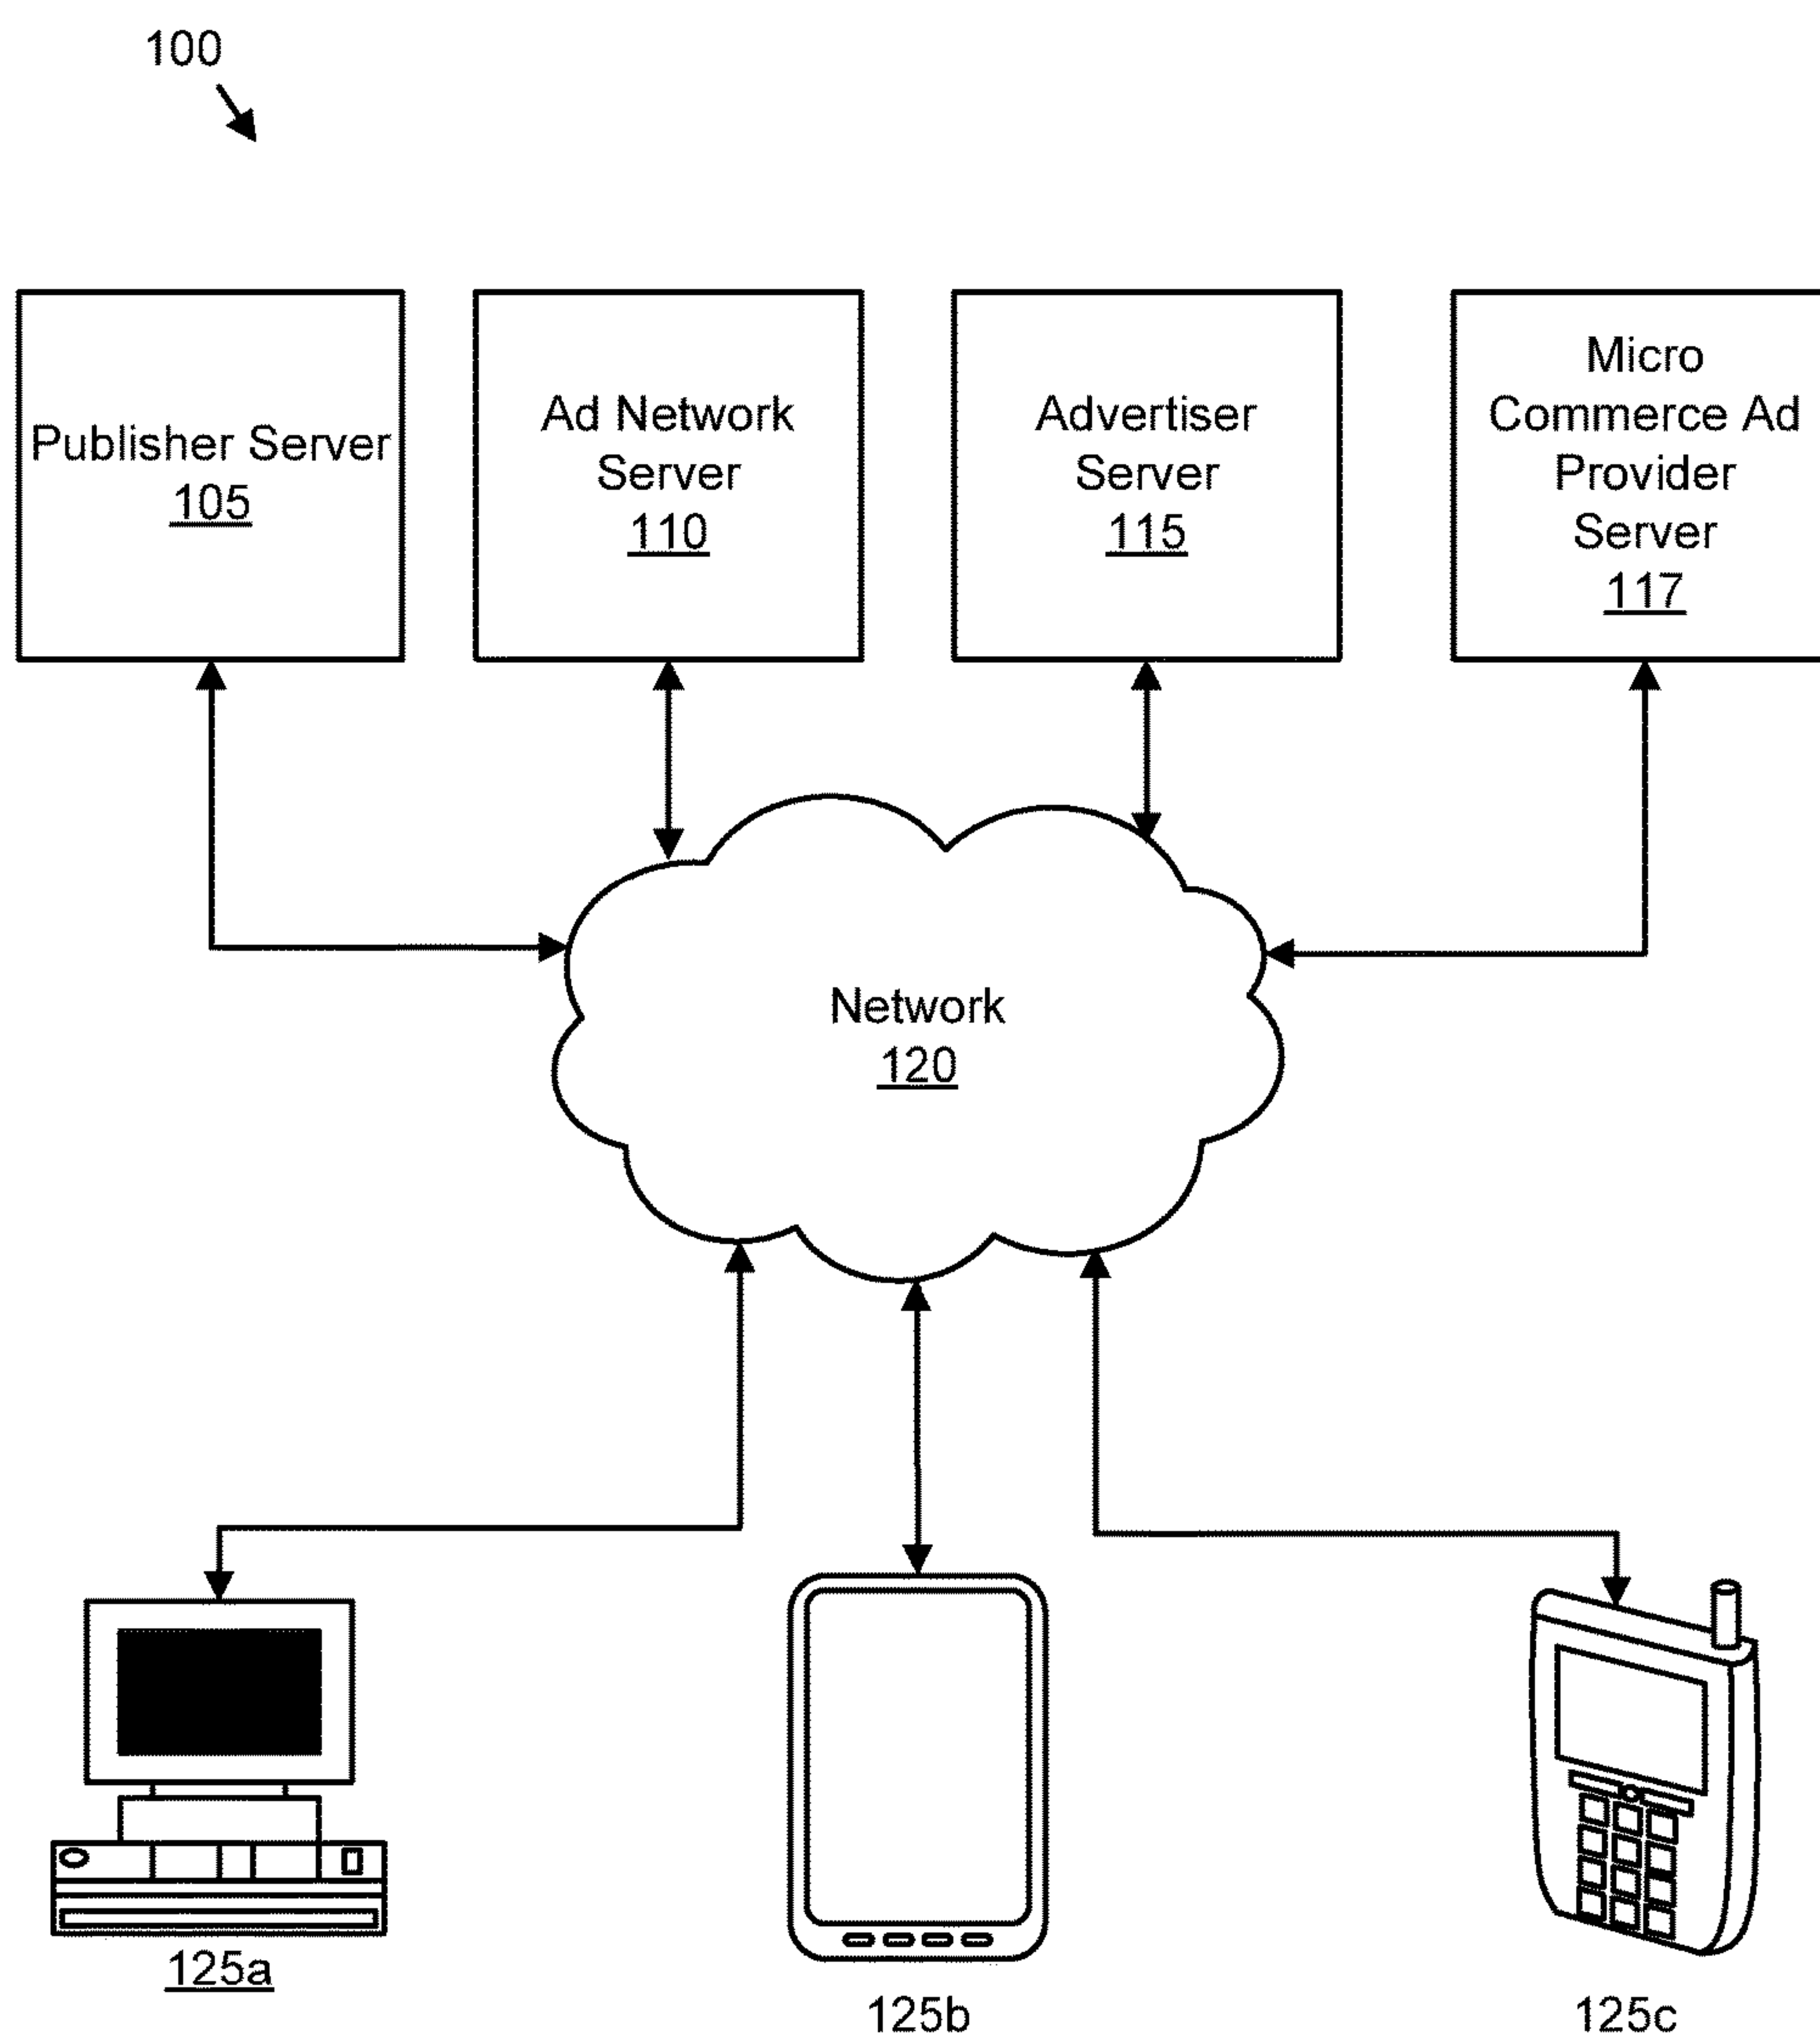 100
Publisher Server
105
Ad Network
Server
110
Advertiser
Server
115
Micro
Commerce Ad
Provider
Server
117
Network
120
125a
125b
125c